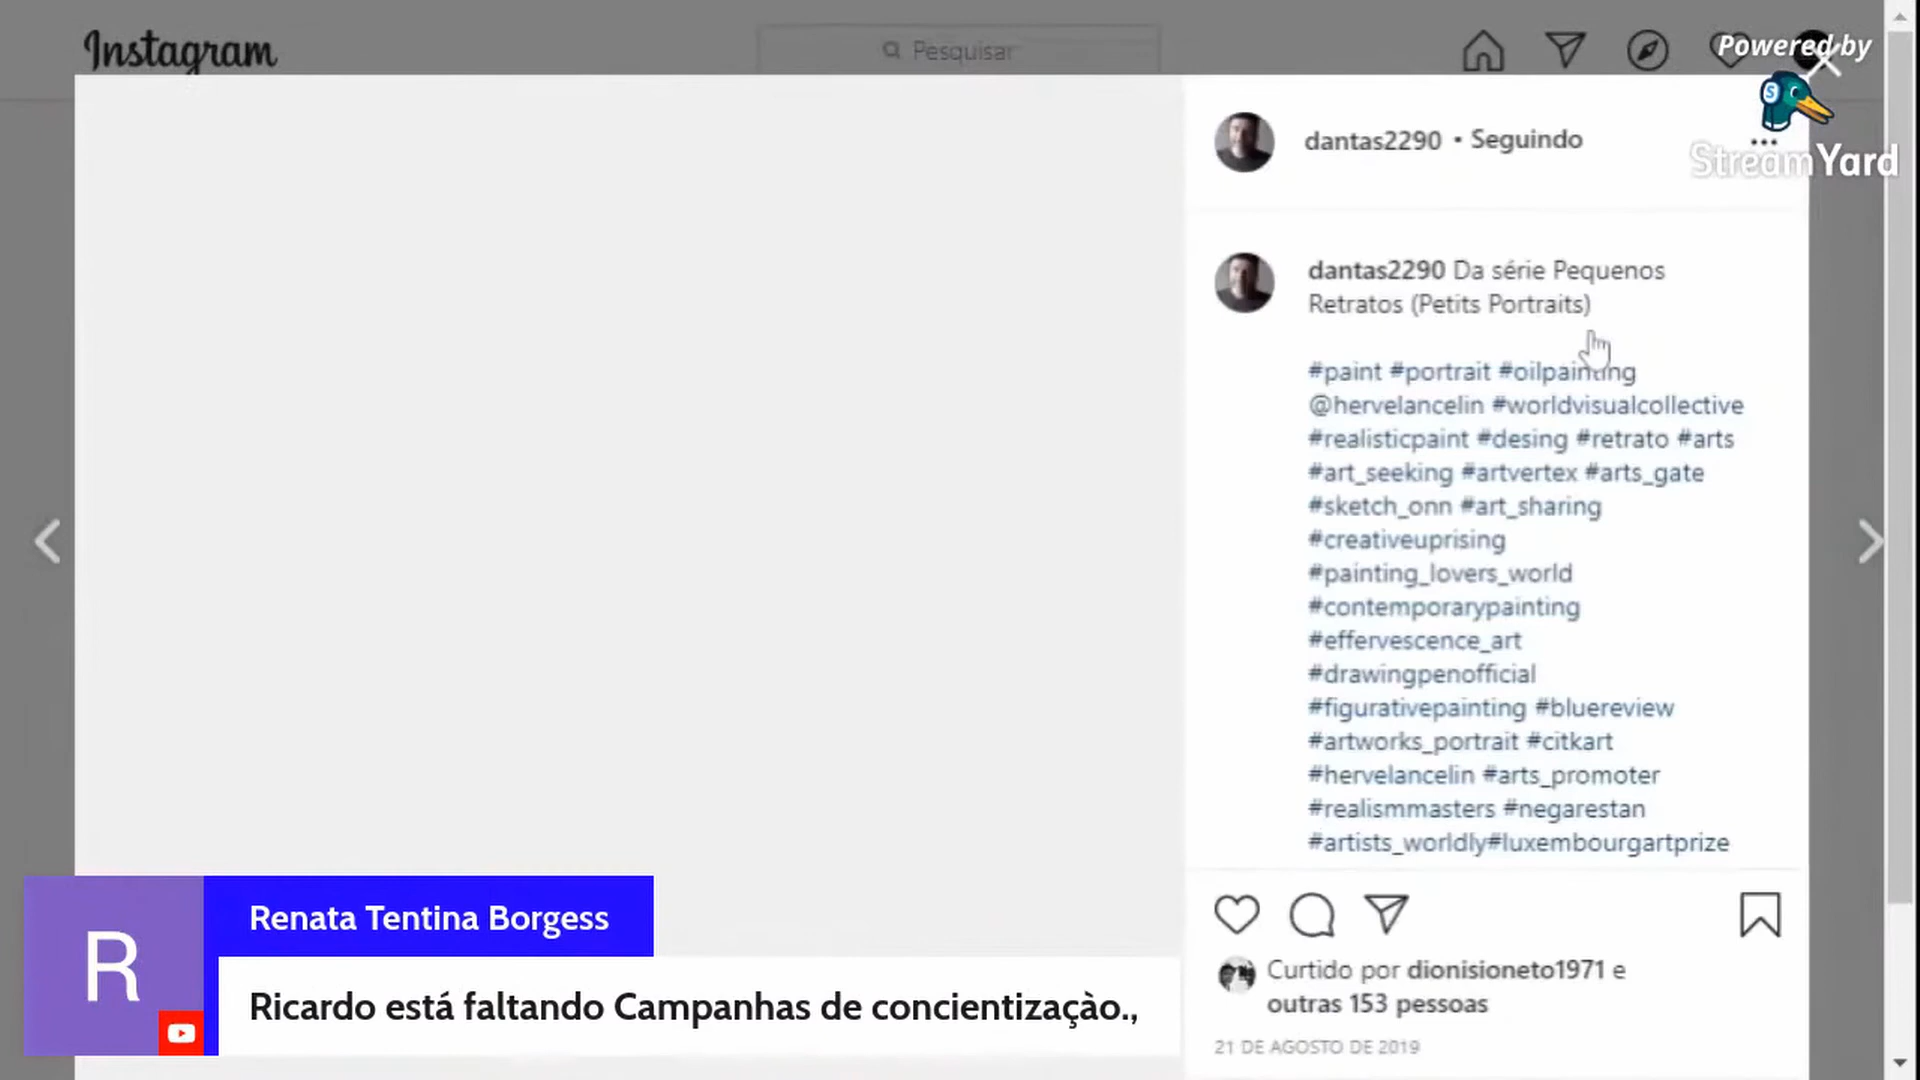 Instagram
Pesquisar
Powered by
StreamYard
dantas2290 • Seguindo
dantas2290 Da série Pequenos
Retratos (Petits Portraits)
#paint #portrait #oilpainting
@hervelancelin #worldvisualcollective
#realisticpaint #desing #retrato #arts
#art_seeking #artvertex #arts_gate
#sketch_onn #art_sharing
#creativeuprising
#painting_lovers_world
#contemporarypainting
#effervescence_art
#drawingpenofficial
#figurativepainting #bluereview
#artworks_portrait #citkart
#hervelancelin #arts_promoter
#realismmasters #negarestan
#artists_worldly#luxembourgartprize
Curtido por dionisioneto1971 e
outras 153 pessoas
21 DE AGOSTO DE 2019
R
Renata Tentina Borgess
Ricardo está faltando Campanhas de concientizaçào.,